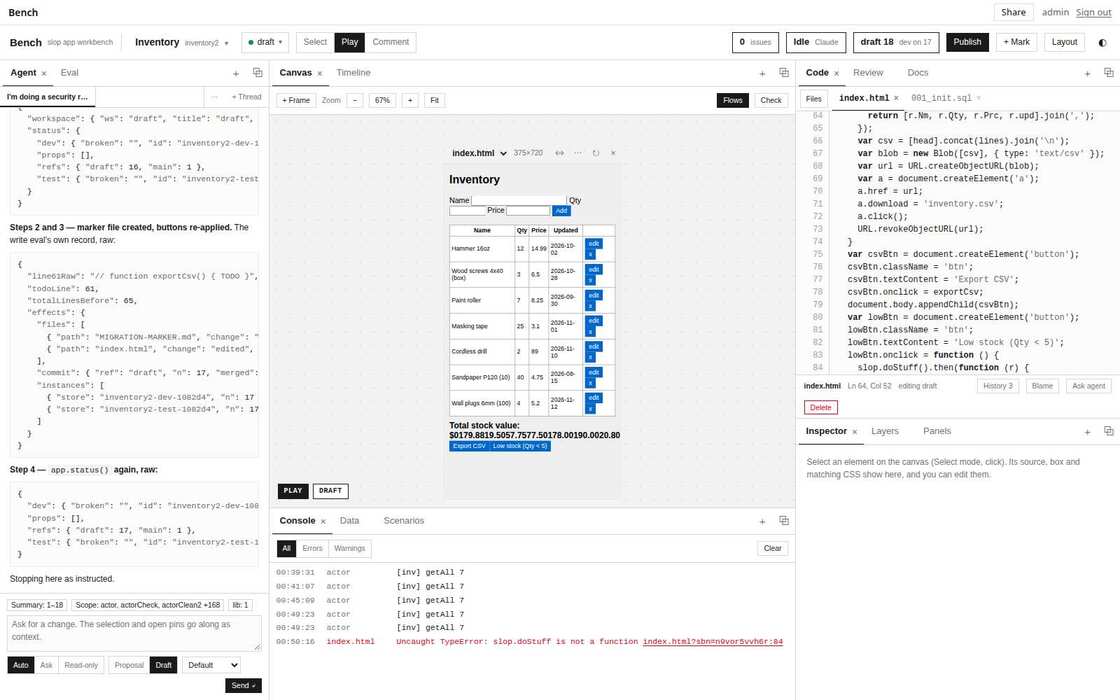 Bench
Share admin Sign out
Bench slop app workbench Inventory inventory2 draft Select Play Comment 0 issues Idle Claude draft 18 dev on 17 Publish + Mark Layout
Agent × Eval
I'm doing a security r… ... + Thread
{
"workspace": { "ws": "draft", "title": "draft",
"status": {
"dev": { "broken": "", "id": "inventory2-dev-1
"props": [],
"refs": { "draft": 16, "main": 1 },
"test": { "broken": "", "id": "inventory2-test
}
}
Steps 2 and 3 — marker file created, buttons re-applied. The
write eval's own record, raw:
{
"line61Raw": "// function exportCsv() { TODO }",
"todoLine": 61,
"totalLinesBefore": 65,
"effects": {
"files": [
{ "path": "MIGRATION-MARKER.md", "change": "
{ "path": "index.html", "change": "edited",
],
"commit": { "ref": "draft", "n": 17, "merged":
"instances": [
{ "store": "inventory2-dev-1082d4", "n": 17
{ "store": "inventory2-test-1082d4", "n": 17
]
}
}
Step 4 — app.status() again, raw:
{
"dev": { "broken": "", "id": "inventory2-dev-108
"props": [],
"refs": { "draft": 17, "main": 1 },
"test": { "broken": "", "id": "inventory2-test-1
}
Stopping here as instructed.
Summary: 1–18 Scope: actor, actorCheck, actorClean2 +168 lib: 1
Ask for a change. The selection and open pins go along as
context.
Auto Ask Read-only Proposal Draft Default
Send
Canvas × Timeline
+ Frame Zoom − 67% + Fit Flows Check
index.html 375×720 ... ×
Inventory
Name Qty
Price Add
Name Qty Price Updated
Hammer 16oz 12 14.99 2026-10-02 edit x
Wood screws 4x40 (box) 3 6.5 2026-10-28 edit x
Paint roller 7 8.25 2026-09-30 edit x
Masking tape 25 3.1 2026-11-01 edit x
Cordless drill 2 89 2026-11-10 edit x
Sandpaper P120 (10) 40 4.75 2026-08-15 edit x
Wall plugs 6mm (100) 4 5.2 2026-11-12 edit x
Total stock value:
$0179.8819.5057.7577.50178.00190.0020.80
Export CSV Low stock (Qty < 5)
PLAY DRAFT
Console × Data Scenarios
All Errors Warnings Clear
00:39:31 actor [inv] getAll 7
00:41:07 actor [inv] getAll 7
00:45:09 actor [inv] getAll 7
00:49:23 actor [inv] getAll 7
00:49:23 actor [inv] getAll 7
00:50:16 index.html Uncaught TypeError: slop.doStuff is not a function index.html?sbn=n9vor5vvh6r:84
Code × Review Docs
Files index.html × 001_init.sql
64 return [r.Nm, r.Qty, r.Prc, r.upd].join(',');
65 });
66 var csv = [head].concat(lines).join('\n');
67 var blob = new Blob([csv], { type: 'text/csv' });
68 var url = URL.createObjectURL(blob);
69 var a = document.createElement('a');
70 a.href = url;
71 a.download = 'inventory.csv';
72 a.click();
73 URL.revokeObjectURL(url);
74 }
75 var csvBtn = document.createElement('button');
76 csvBtn.className = 'btn';
77 csvBtn.textContent = 'Export CSV';
78 csvBtn.onclick = exportCsv;
79 document.body.appendChild(csvBtn);
80 var lowBtn = document.createElement('button');
81 lowBtn.className = 'btn';
82 lowBtn.textContent = 'Low stock (Qty < 5)';
83 lowBtn.onclick = function () {
84 slop.doStuff().then(function (r) {
index.html Ln 64, Col 52 editing draft History 3 Blame Ask agent
Delete
Inspector × Layers Panels
Select an element on the canvas (Select mode, click). Its source, box and
matching CSS show here, and you can edit them.